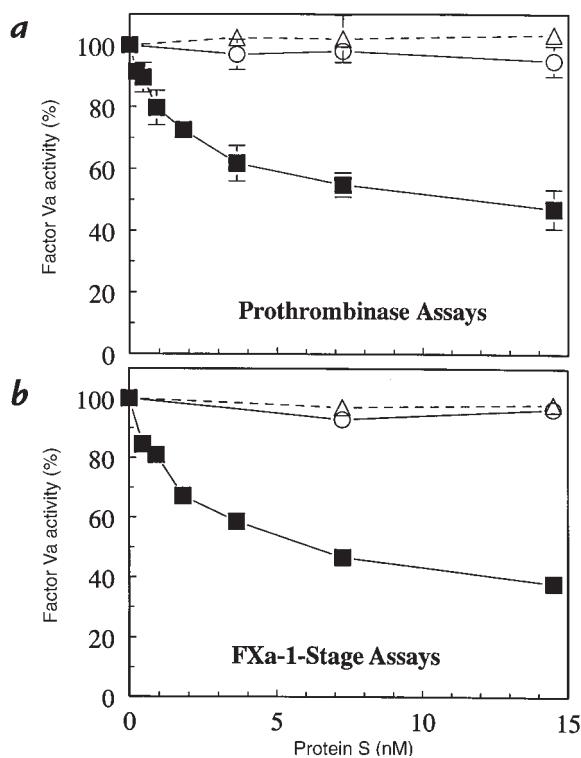 a
100
80
60
40
20
0
Factor Va activity (%)
Prothrombinase Assays
b
100
80
60
40
20
0
Factor Va activity (%)
FXa-1-Stage Assays
0
5
10
15
Protein S (nM)